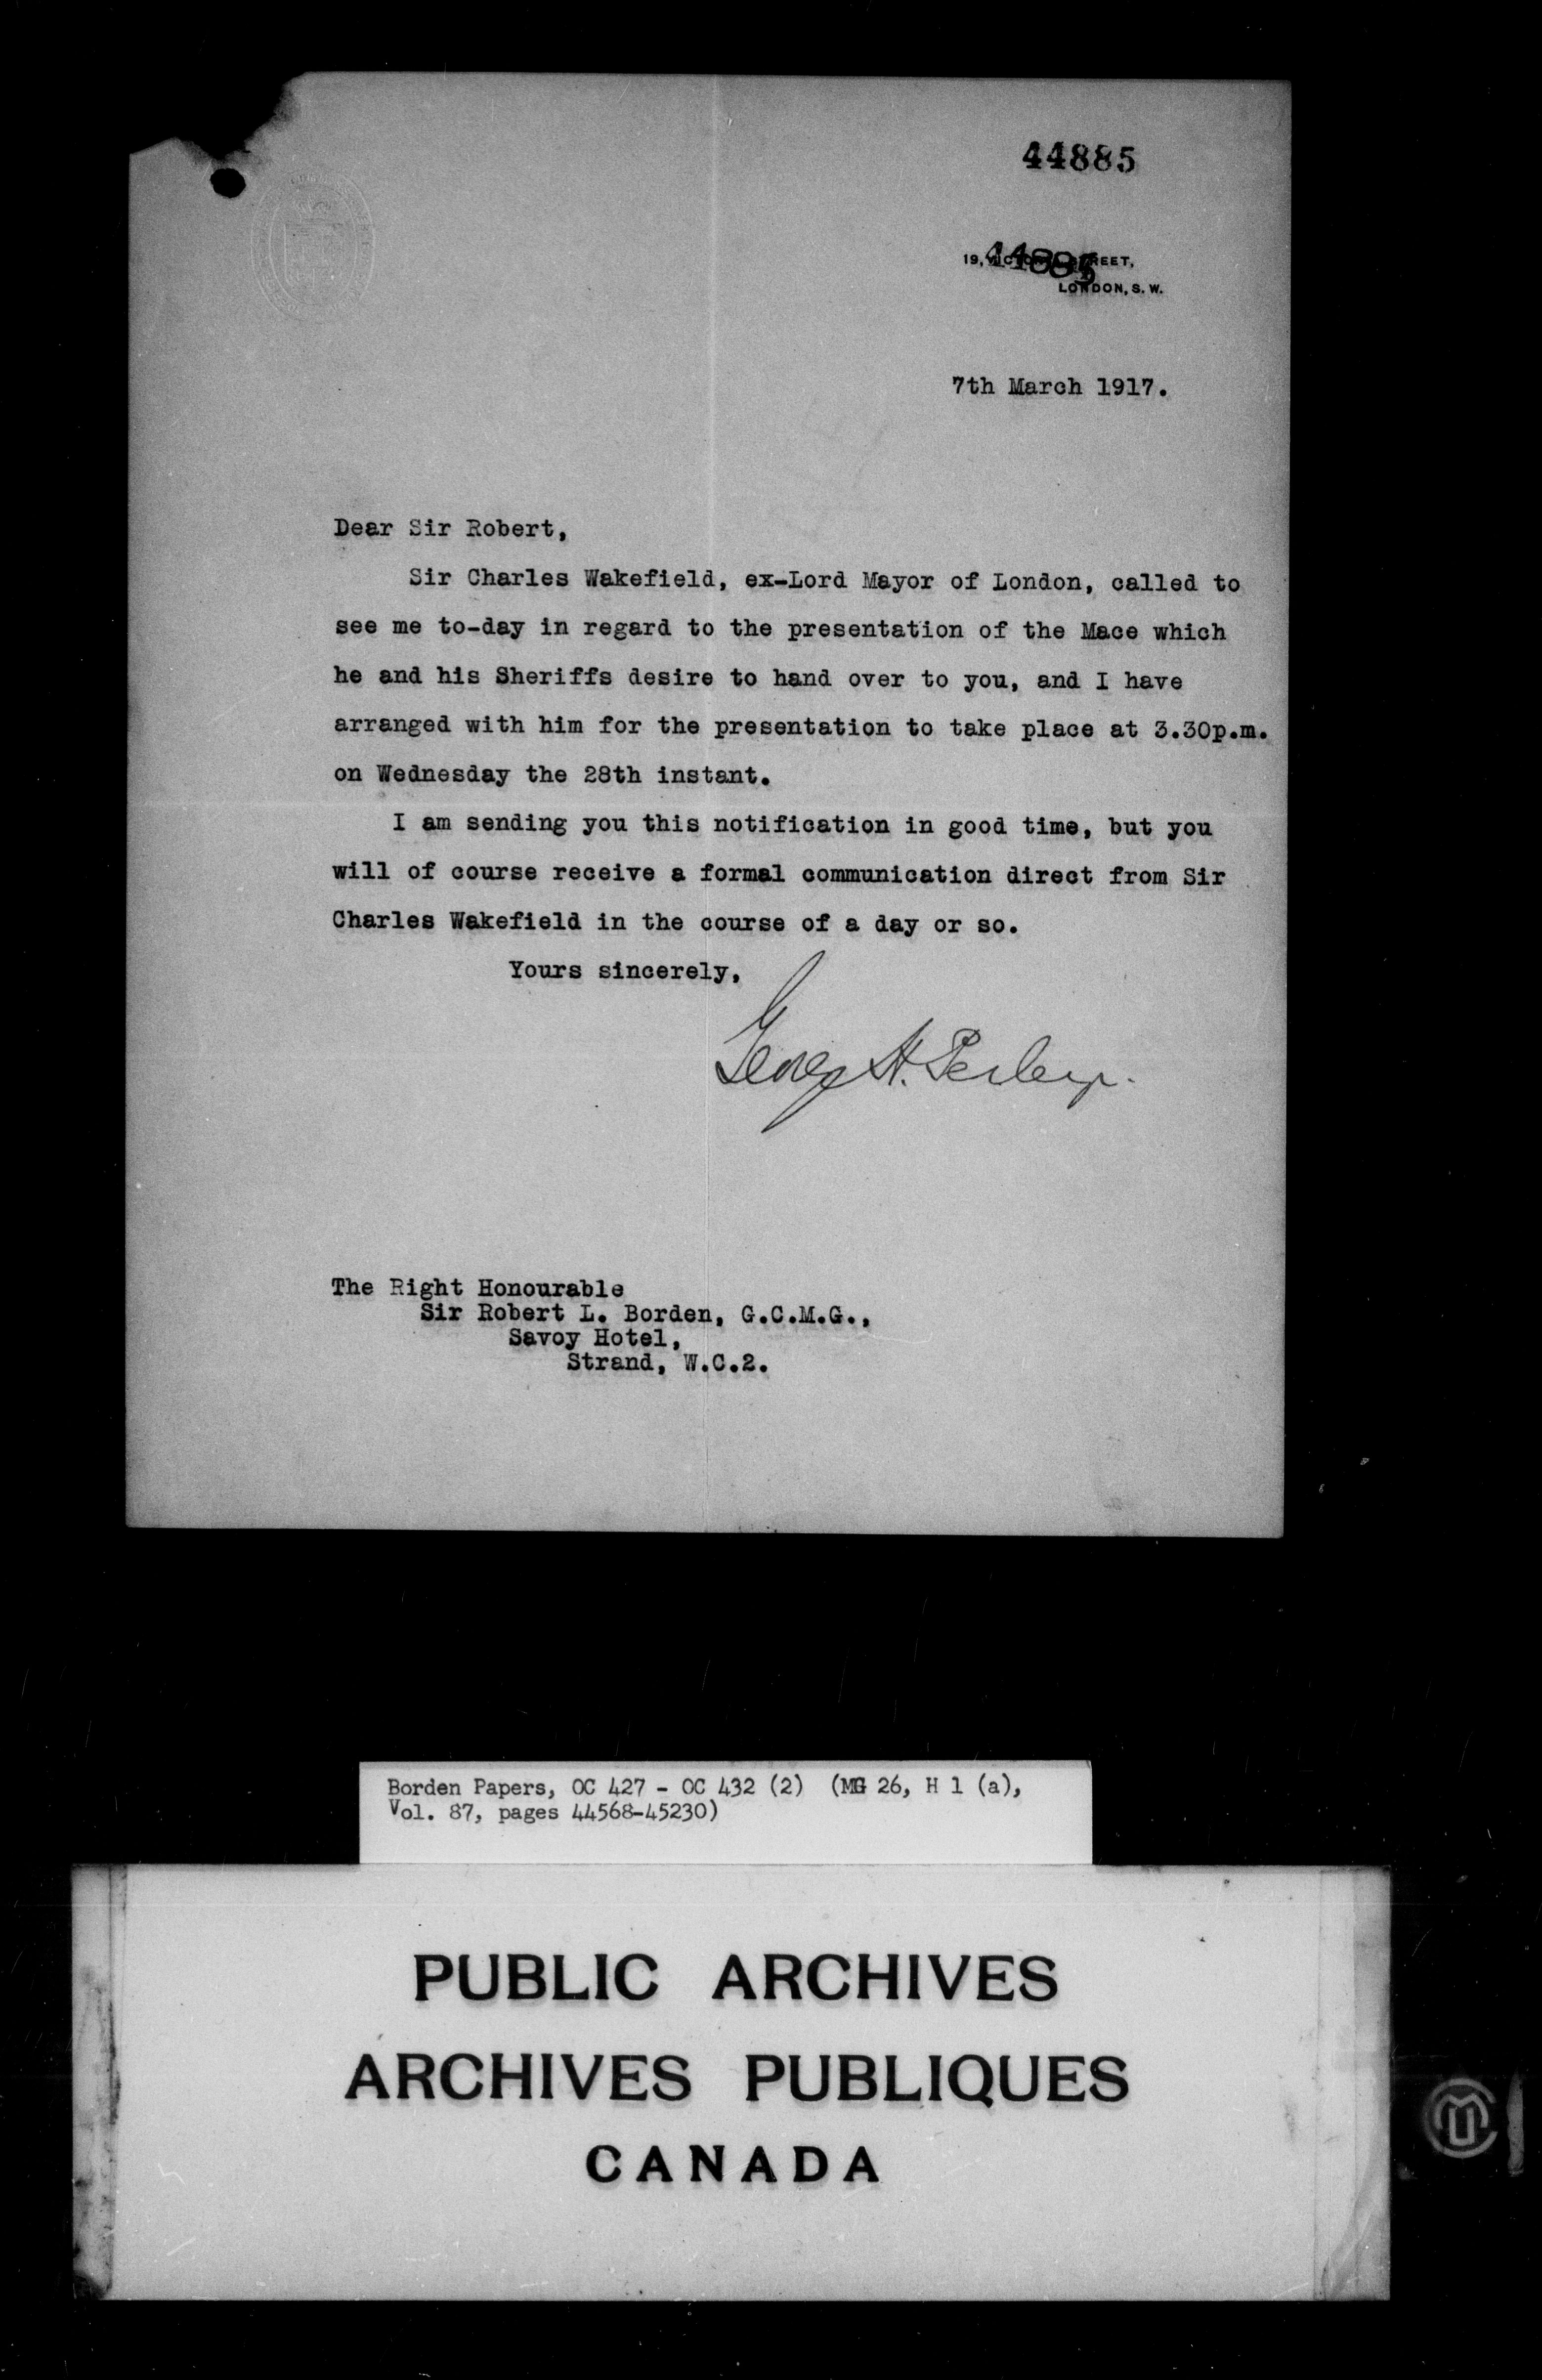 44885
44885
19, VICTORIA STREET,
LONDON, S. W.
7th March 1917.
Dear Sir Robert,
Sir Charles Wakefield, ex-Lord Mayor of London, called to
see me to-day in regard to the presentation of the Mace which
he and his Sheriffs desire to hand over to you, and I have
arranged with him for the presentation to take place at 3.30p.m.
on Wednesday the 28th instant.
I am sending you this notification in good time, but you
will of course receive a formal communication direct from Sir
Charles Wakefield in the course of a day or so.
Yours sincerely,
George H. Perley.
The Right Honourable
Sir Robert L. Borden, G.C.M.G.,
Savoy Hotel,
Strand, W.C.2.
Borden Papers, OC 427 - OC 432 (2) (MG 26, H 1 (a),
Vol. 87, pages 44568-45230)
PUBLIC ARCHIVES
ARCHIVES PUBLIQUES
CANADA